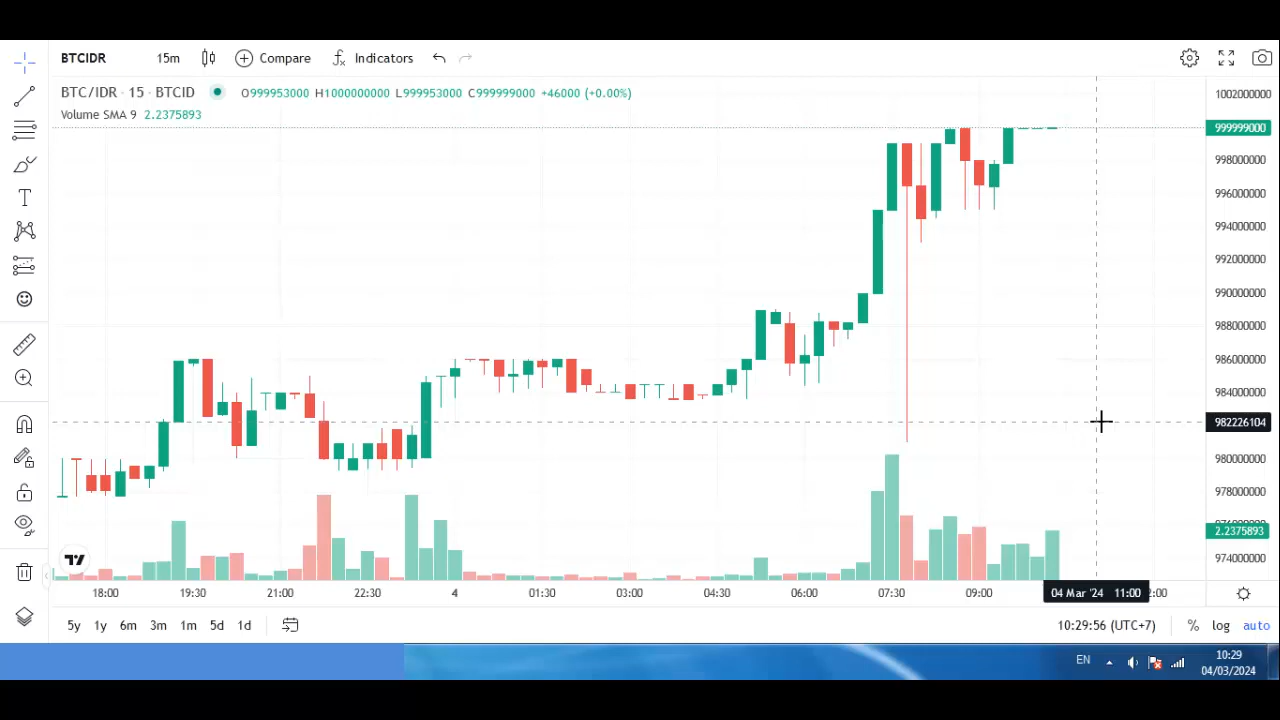 BTCIDR 15m Compare Indicators
BTC/IDR · 15 · BTCID O999953000 H1000000000 L999953000 C999999000 +46000 (+0.00%)
Volume SMA 9 2.2375893
1002000000
999999000
998000000
996000000
994000000
992000000
990000000
988000000
986000000
984000000
982226104
980000000
978000000
2.2375893
974000000
18:00 19:30 21:00 22:30 4 01:30 03:00 04:30 06:00 07:30 09:00 04 Mar '24 11:00 2:00
5y 1y 6m 3m 1m 5d 1d 10:29:56 (UTC+7) % log auto
EN 10:29
04/03/2024